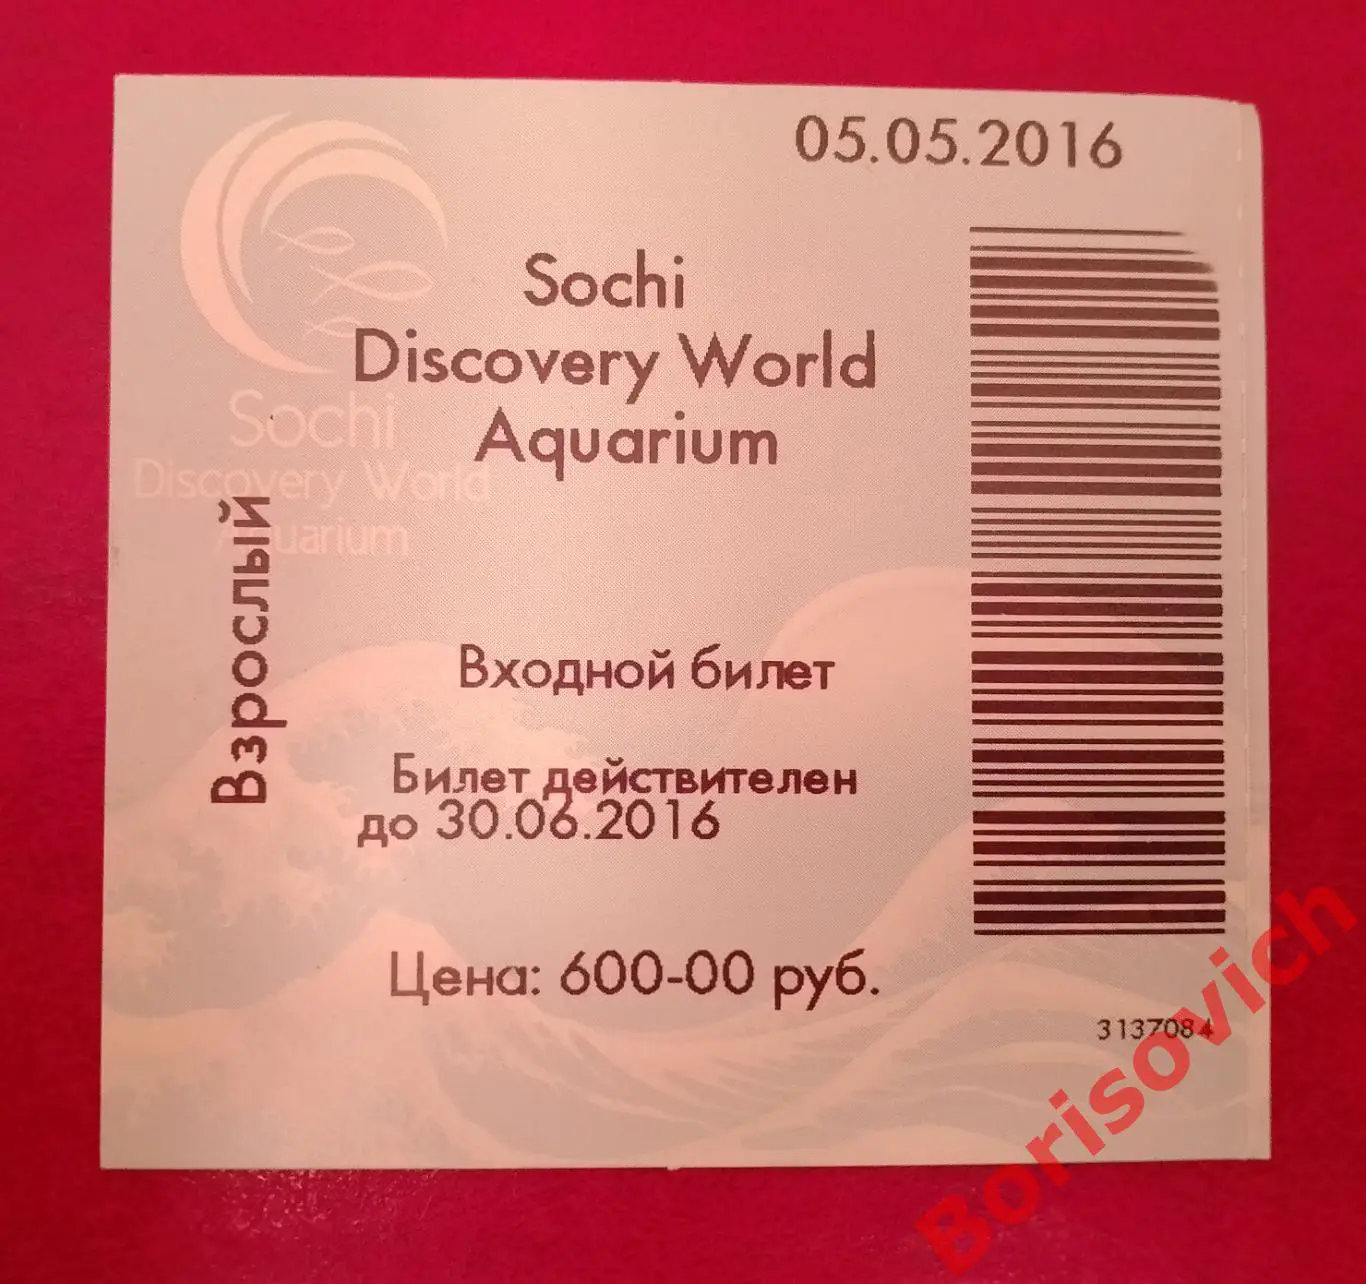 05.05.2016
Sochi
Discovery World
Aquarium
Sochi
Discovery World
Aquarium
Взрослый
Входной билет
Билет действителен
до 30.06.2016
Цена: 600-00 руб.
3137084
Borisovich